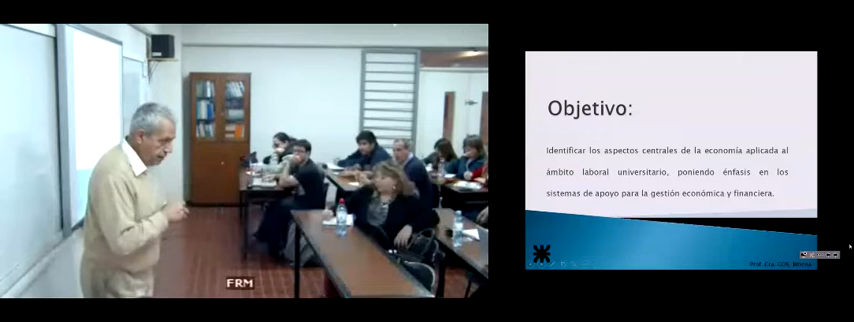 Objetivo:
Identificar los aspectos centrales de la economía aplicada al
ámbito laboral universitario, poniendo énfasis en los
sistemas de apoyo para la gestión económica y financiera.
FRM